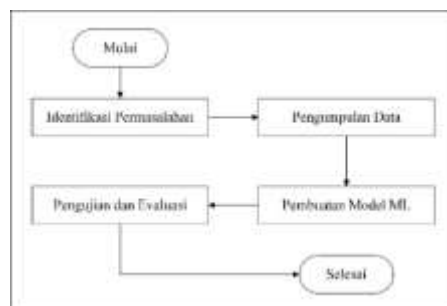 Mulai
Identifikasi Permasalahan
Pengumpulan Data
Pembuatan Model ML
Pengujian dan Evaluasi
Selesai